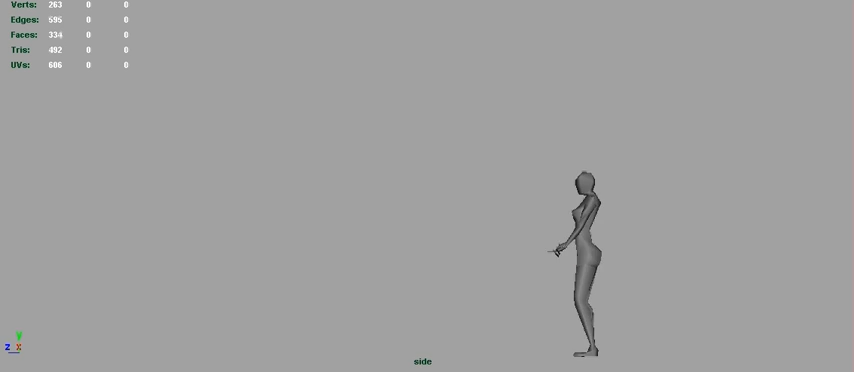 Verts: 263 0 0
Edges: 595 0 0
Faces: 334 0 0
Tris: 492 0 0
UVs: 606 0 0
y
z x
side